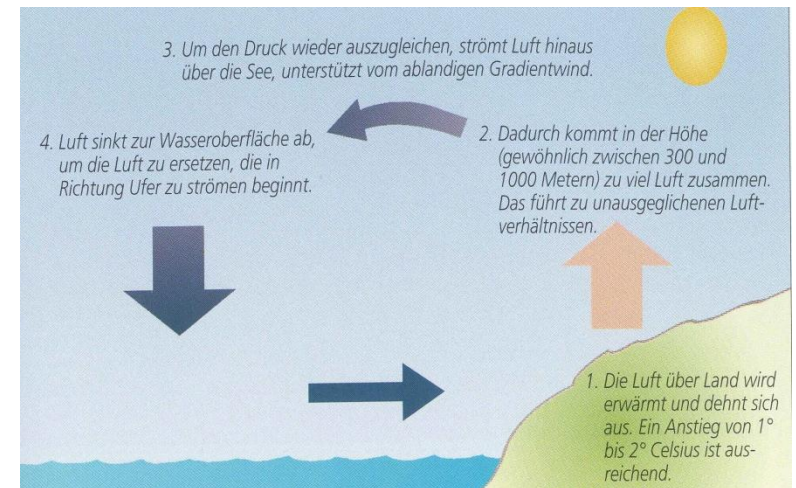 3. Um den Druck wieder auszugleichen, strömt Luft hinaus
über die See, unterstützt vom ablandigen Gradientwind.
4. Luft sinkt zur Wasseroberfläche ab,
um die Luft zu ersetzen, die in
Richtung Ufer zu strömen beginnt.
2. Dadurch kommt in der Höhe
(gewöhnlich zwischen 300 und
1000 Metern) zu viel Luft zusammen.
Das führt zu unausgeglichenen Luft-
verhältnissen.
1. Die Luft über Land wird
erwärmt und dehnt sich
aus. Ein Anstieg von 1°
bis 2° Celsius ist aus-
reichend.